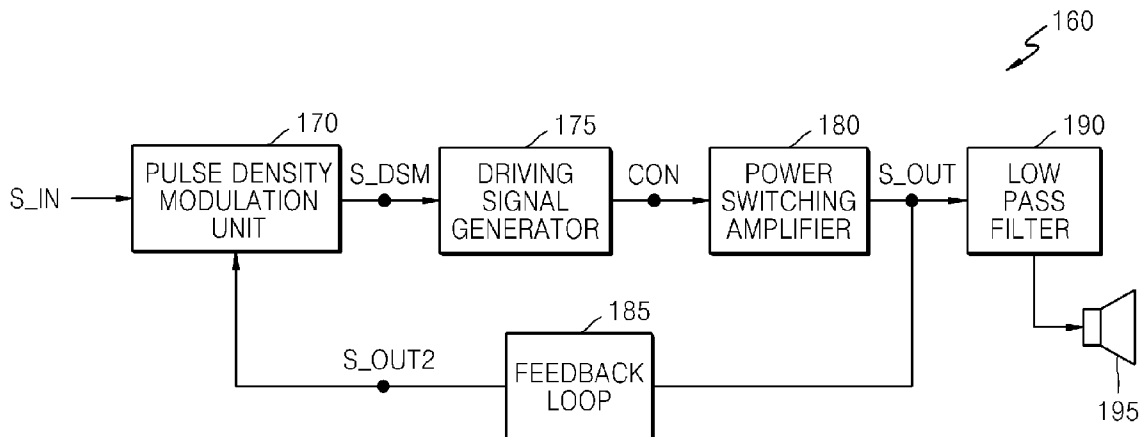 160
170
175
180
190
S_IN
PULSE DENSITY
MODULATION
UNIT
S_DSM
DRIVING
SIGNAL
GENERATOR
CON
POWER
SWITCHING
AMPLIFIER
S_OUT
LOW
PASS
FILTER
185
S_OUT2
FEEDBACK
LOOP
195